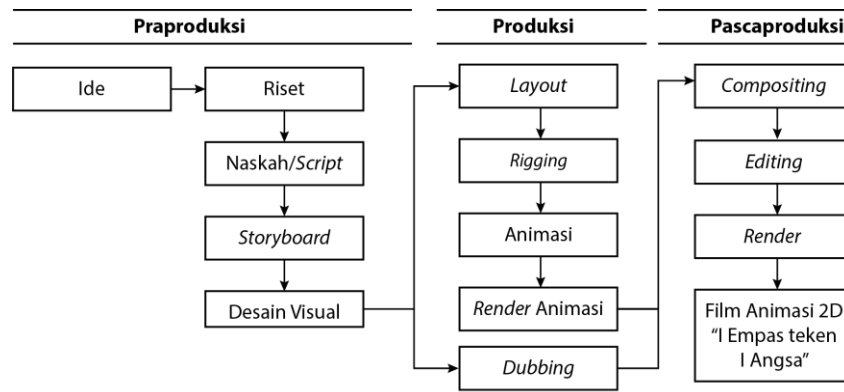 Praproduksi
Produksi
Pascaproduksi
Ide
Riset
Naskah/Script
Storyboard
Desain Visual
Layout
Rigging
Animasi
Render Animasi
Dubbing
Compositing
Editing
Render
Film Animasi 2D
“I Empas teken
I Angsa”